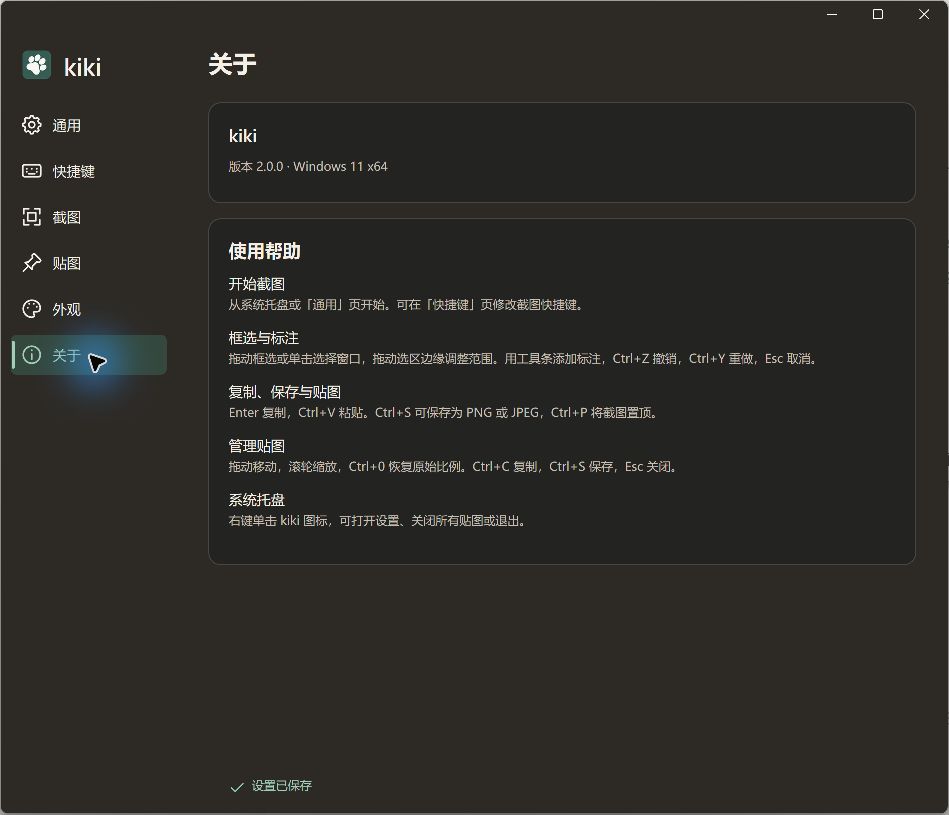 kiki
通用
快捷键
截图
贴图
外观
关于
关于
kiki
版本 2.0.0 · Windows 11 x64
使用帮助
开始截图
从系统托盘或「通用」页开始。可在「快捷键」页修改截图快捷键。
框选与标注
拖动框选或单击选择窗口，拖动选区边缘调整范围。用工具条添加标注，Ctrl+Z 撤销，Ctrl+Y 重做，Esc 取消。
复制、保存与贴图
Enter 复制，Ctrl+V 粘贴。Ctrl+S 可保存为 PNG 或 JPEG，Ctrl+P 将截图置顶。
管理贴图
拖动移动，滚轮缩放，Ctrl+0 恢复原始比例。Ctrl+C 复制，Ctrl+S 保存，Esc 关闭。
系统托盘
右键单击 kiki 图标，可打开设置、关闭所有贴图或退出。
设置已保存